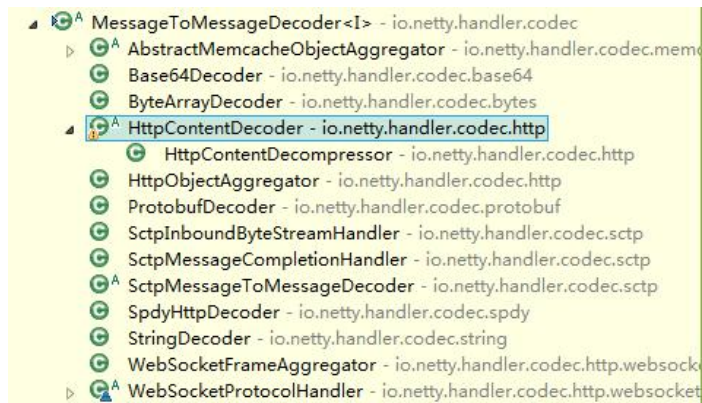 MessageToMessageDecoder<I> - io.netty.handler.codec
AbstractMemcacheObjectAggregator - io.netty.handler.codec.memc
Base64Decoder - io.netty.handler.codec.base64
ByteArrayDecoder - io.netty.handler.codec.bytes
HttpContentDecoder - io.netty.handler.codec.http
HttpContentDecompressor - io.netty.handler.codec.http
HttpObjectAggregator - io.netty.handler.codec.http
ProtobufDecoder - io.netty.handler.codec.protobuf
SctpInboundByteStreamHandler - io.netty.handler.codec.sctp
SctpMessageCompletionHandler - io.netty.handler.codec.sctp
SctpMessageToMessageDecoder - io.netty.handler.codec.sctp
SpdyHttpDecoder - io.netty.handler.codec.spdy
StringDecoder - io.netty.handler.codec.string
WebSocketFrameAggregator - io.netty.handler.codec.http.websock
WebSocketProtocolHandler - io.netty.handler.codec.http.websocket